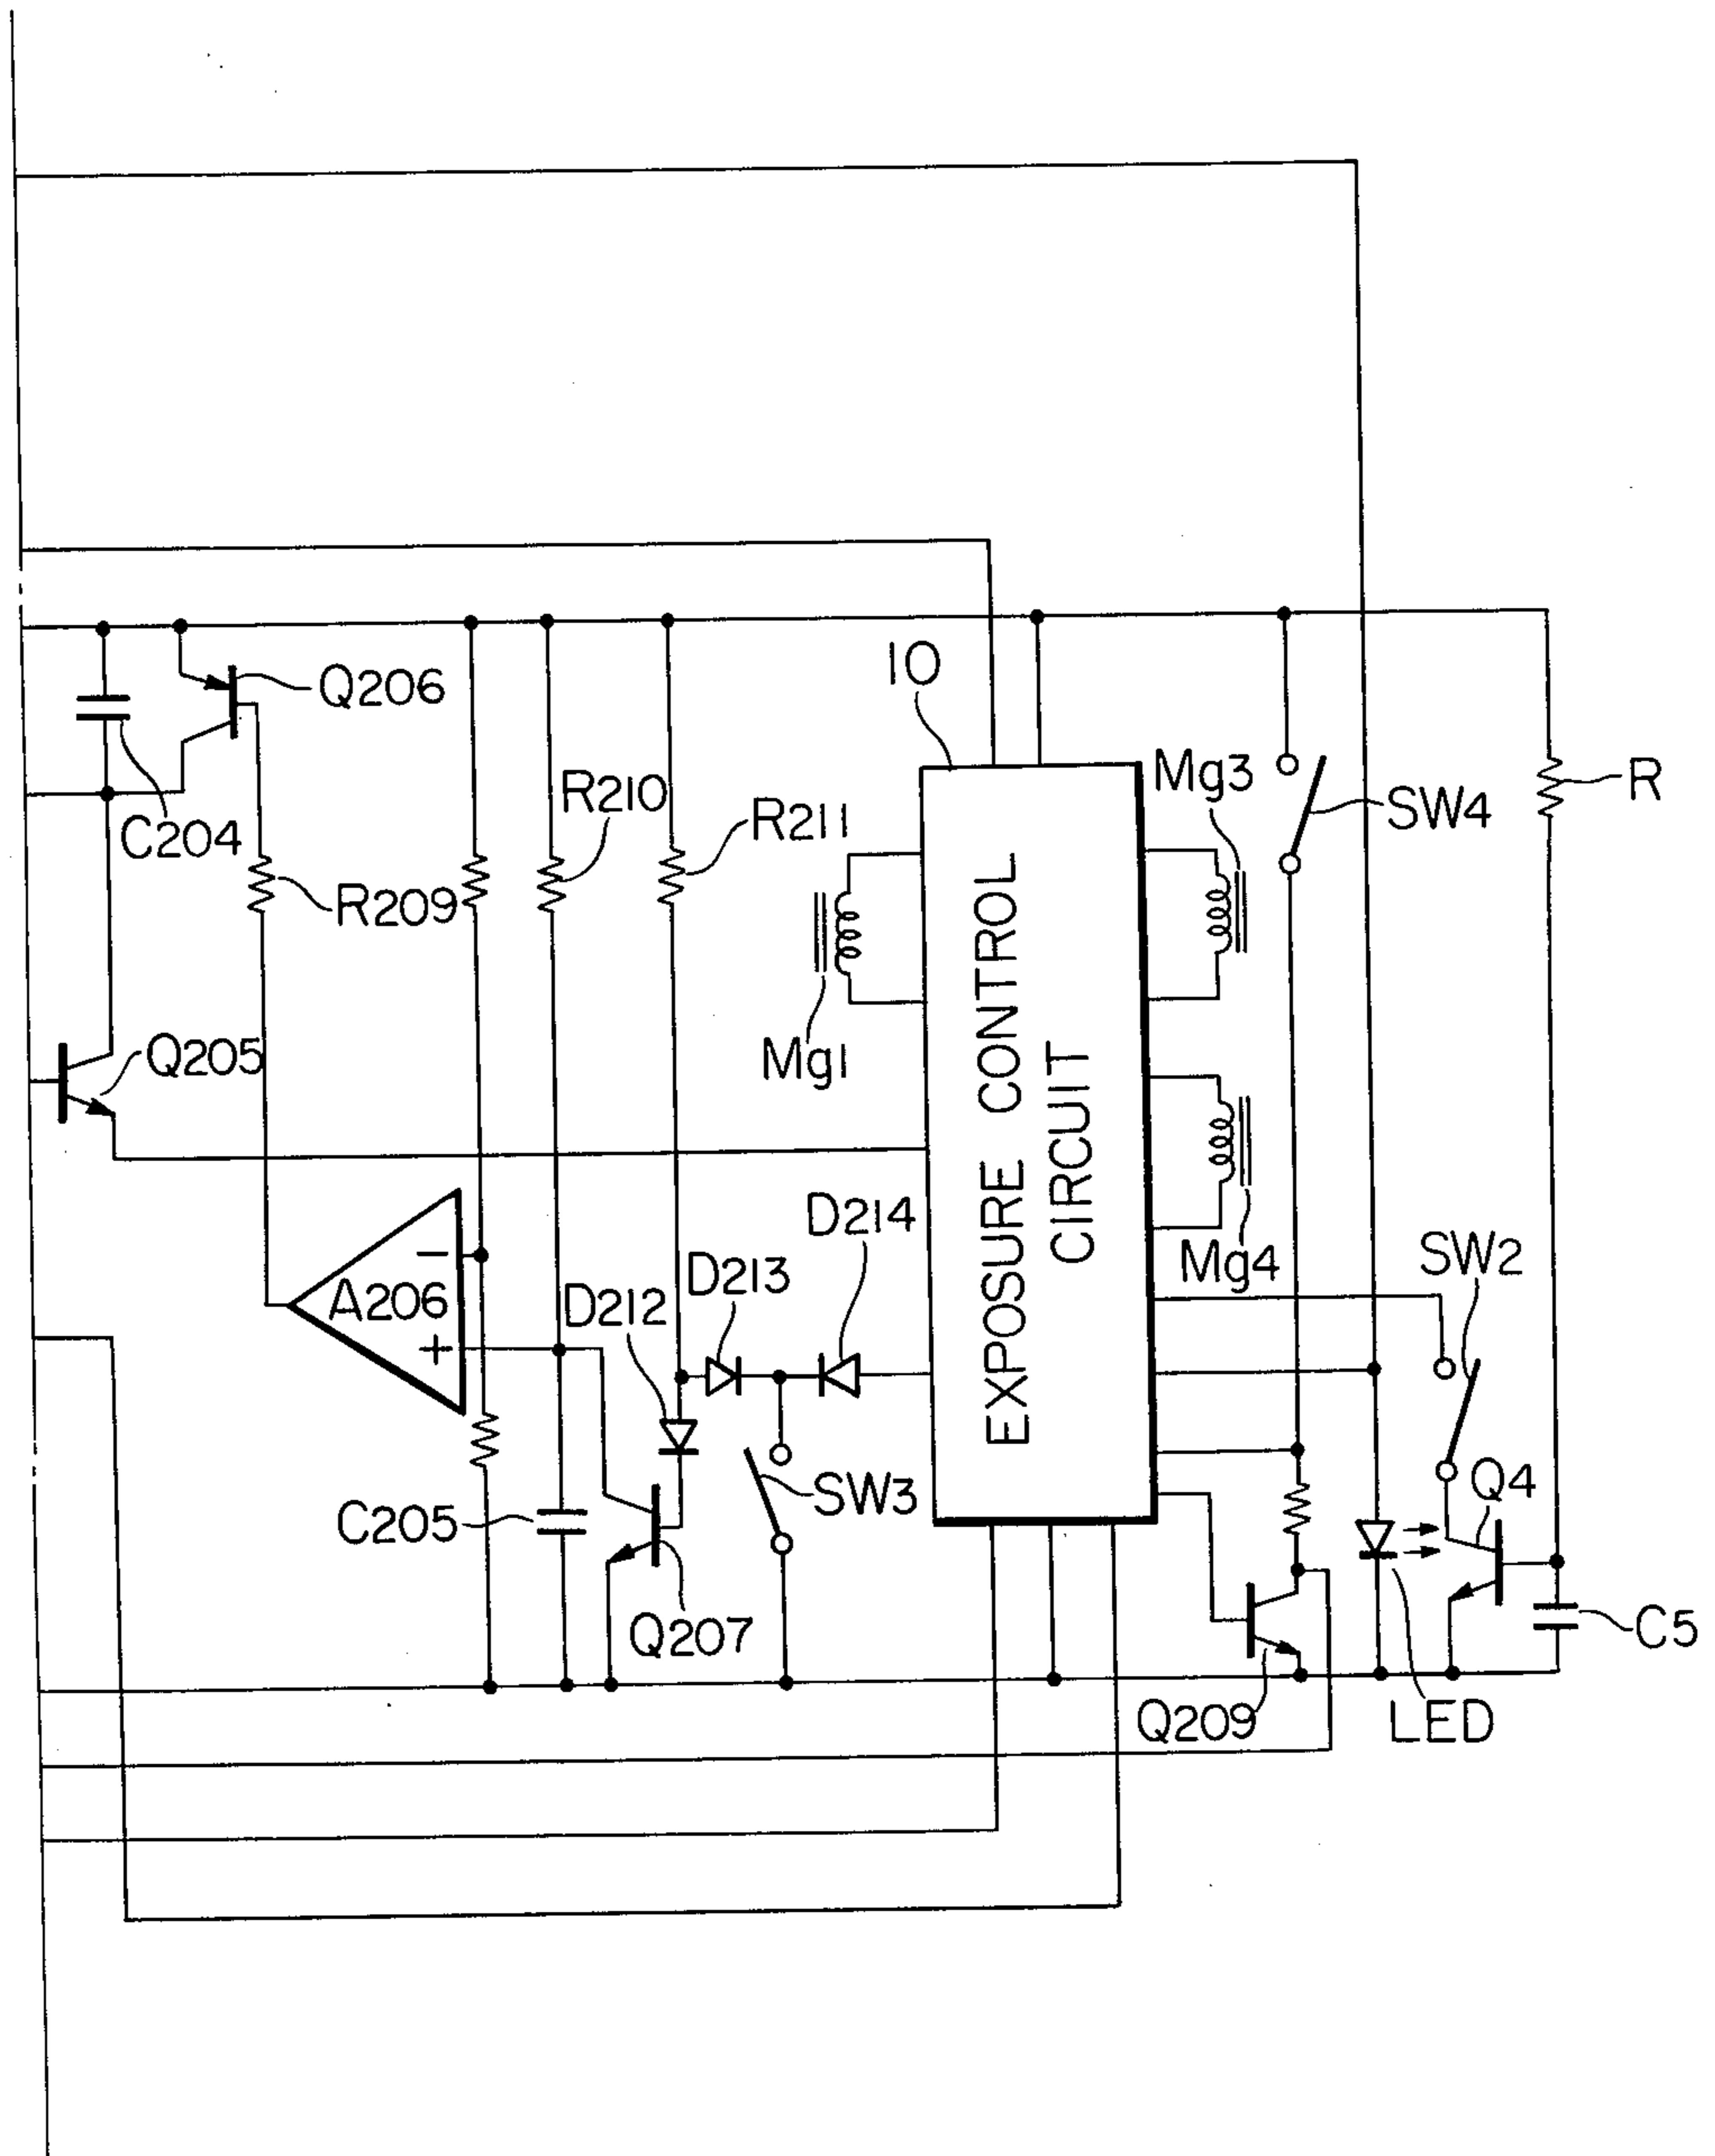 Q206
10
Mg3
R210
R211
SW4
R
C204
R209
EXPOSURE CONTROL
CIRCUIT
Q205
Mg1
D214
Mg4
SW2
D213
D212
−
A206
+
SW3
Q4
C205
Q207
C5
Q209
LED